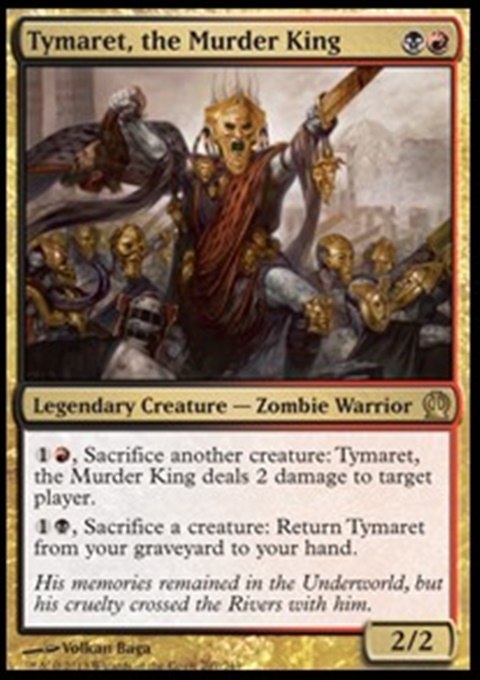 Tymaret, the Murder King
Legendary Creature — Zombie Warrior
1, Sacrifice another creature: Tymaret,
the Murder King deals 2 damage to target
player.
1, Sacrifice a creature: Return Tymaret
from your graveyard to your hand.
His memories remained in the Underworld, but
his cruelty crossed the Rivers with him.
2/2
Volkan Baga